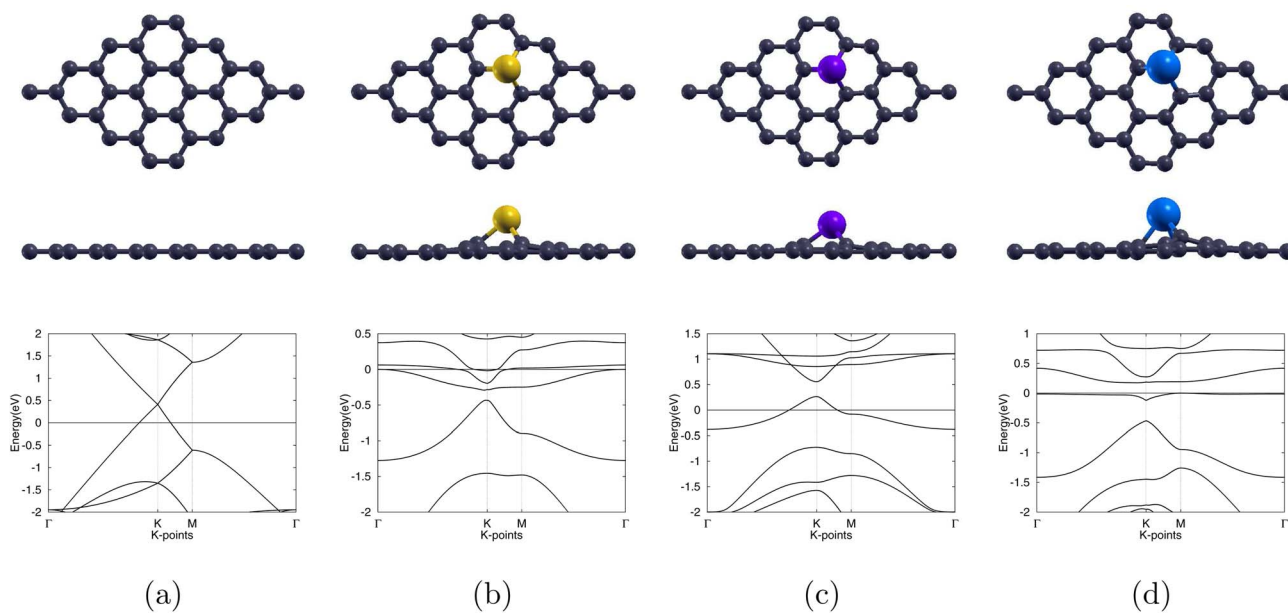 2
1.5
1
0.5
0
-0.5
-1
-1.5
-2
Energy(eV)
Γ K M Γ
K-points
0.5
0
-0.5
-1
-1.5
-2
Energy(eV)
Γ K M Γ
K-points
1.5
1
0.5
0
-0.5
-1
-1.5
-2
Energy(eV)
Γ K M Γ
K-points
1
0.5
0
-0.5
-1
-1.5
-2
Energy(eV)
Γ K M Γ
K-points
(a) (b) (c) (d)